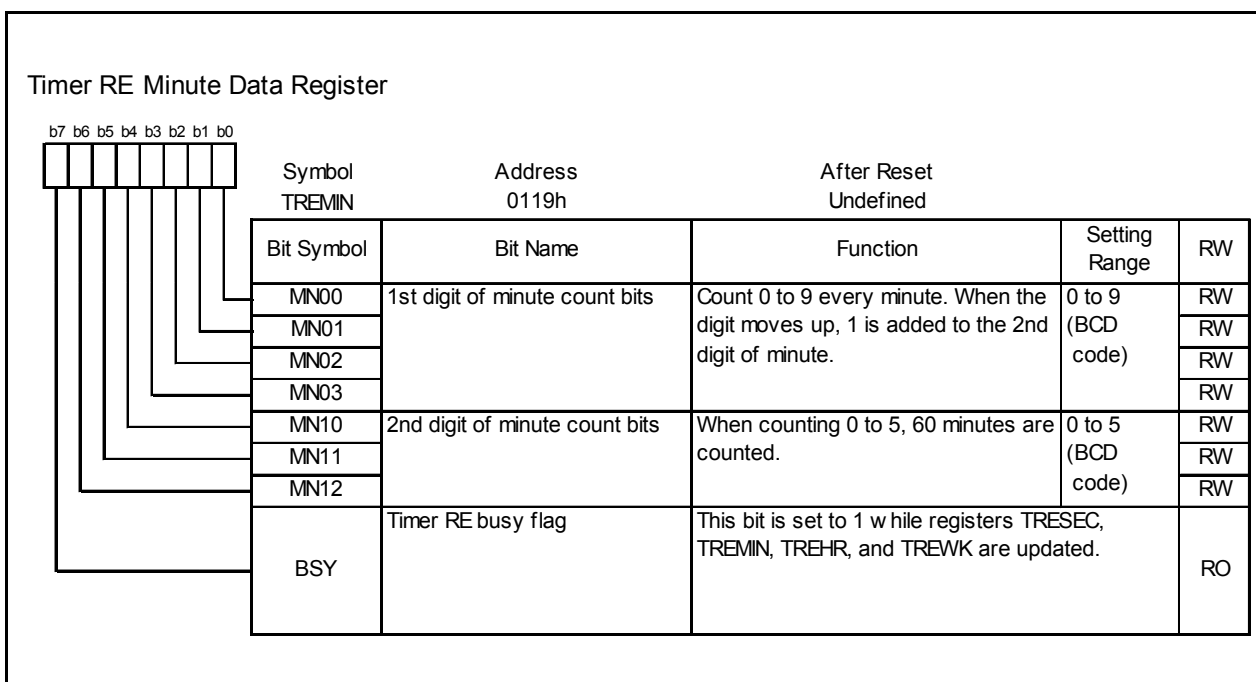 Timer RE Minute Data Register
b7 b6 b5 b4 b3 b2 b1 b0
Symbol Address After Reset
TREMIN 0119h Undefined
Bit Symbol Bit Name Function Setting Range RW
MN00 1st digit of minute count bits Count 0 to 9 every minute. When the 0 to 9 RW
MN01 digit moves up, 1 is added to the 2nd (BCD RW
MN02 digit of minute. code) RW
MN03 RW
MN10 2nd digit of minute count bits When counting 0 to 5, 60 minutes are 0 to 5 RW
MN11 counted. (BCD RW
MN12 code) RW
Timer RE busy flag This bit is set to 1 w hile registers TRESEC,
TREMIN, TREHR, and TREWK are updated.
BSY RO